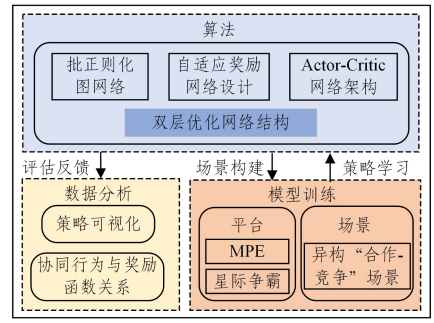 算法
批正则化
图网络
自适应奖励
网络设计
Actor-Critic
网络架构
双层优化网络结构
评估反馈
场景构建
策略学习
数据分析
策略可视化
协同行为与奖励
函数关系
模型训练
平台
MPE
星际争霸
场景
异构“合作-
竞争”场景